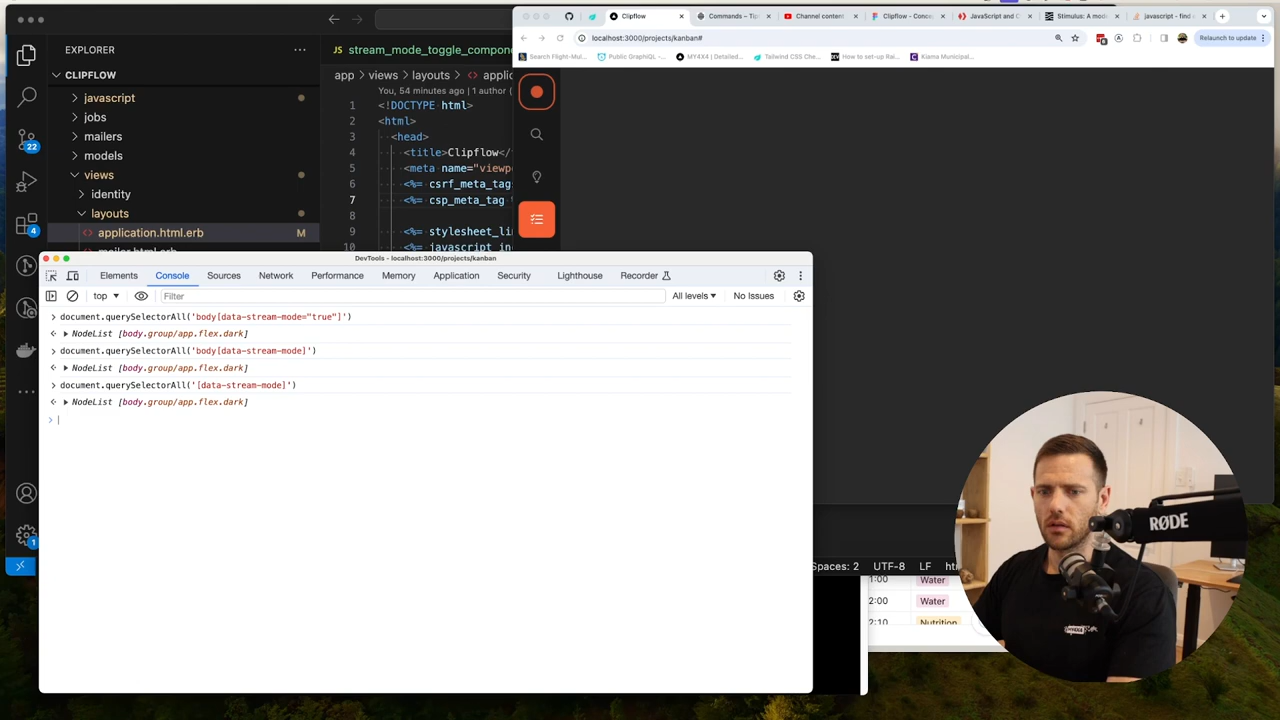 EXPLORER
CLIPFLOW
javascript
jobs
mailers
models
views
identity
layouts
application.html.erb
M
22
4
1
JS stream_mode_toggle_compone
app > views > layouts > <> applic
You, 54 minutes ago | 1 author (
1 <!DOCTYPE html>
2 <html>
3 <head>
4 <title>Clipflow</
5 <meta name="viewp
6 <%= csrf_meta_tag
7 <%= csp_meta_tag
8
9 <%= stylesheet_li
10 <%= javascript_in
Clipflow
Commands – Tip
Channel content
Clipflow – Conce
JavaScript and C
Stimulus: A mod
javascript - find e
localhost:3000/projects/kanban#
Relaunch to update
Search Flight-Mul...
Public GraphiQL –...
MY4X4 | Detailed...
Tailwind CSS Che...
How to set-up Rai...
Kiama Municipal...
DevTools - localhost:3000/projects/kanban
Elements
Console
Sources
Network
Performance
Memory
Application
Security
Lighthouse
Recorder
top
Filter
All levels
No Issues
> document.querySelectorAll('body[data-stream-mode="true"]')
NodeList [body.group/app.flex.dark]
> document.querySelectorAll('body[data-stream-mode]')
NodeList [body.group/app.flex.dark]
> document.querySelectorAll('[data-stream-mode]')
NodeList [body.group/app.flex.dark]
>
Spaces: 2
UTF-8
LF
1:00
Water
2:00
Water
2:10
Nutrition
RØDE